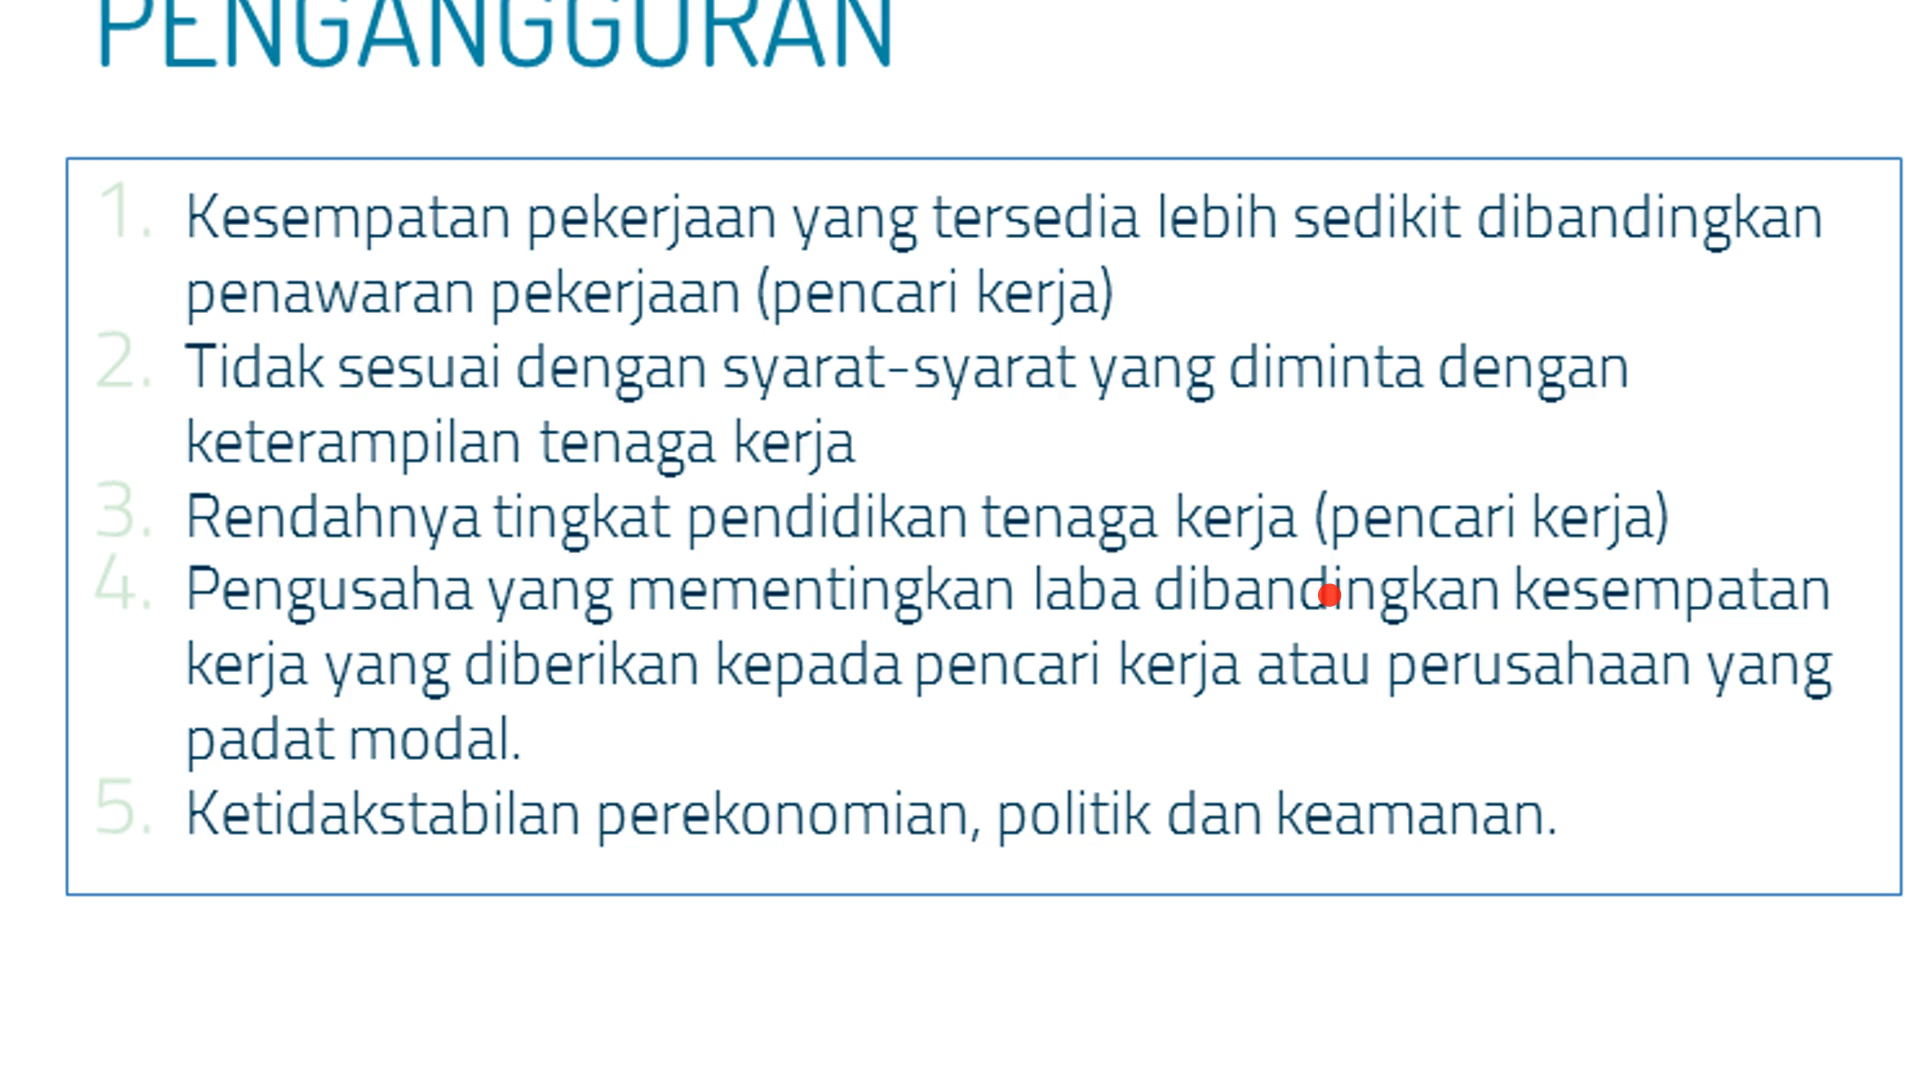 PENGANGGURAN
1. Kesempatan pekerjaan yang tersedia lebih sedikit dibandingkan
penawaran pekerjaan (pencari kerja)
2. Tidak sesuai dengan syarat-syarat yang diminta dengan
keterampilan tenaga kerja
3. Rendahnya tingkat pendidikan tenaga kerja (pencari kerja)
4. Pengusaha yang mementingkan laba dibandingkan kesempatan
kerja yang diberikan kepada pencari kerja atau perusahaan yang
padat modal.
5. Ketidakstabilan perekonomian, politik dan keamanan.